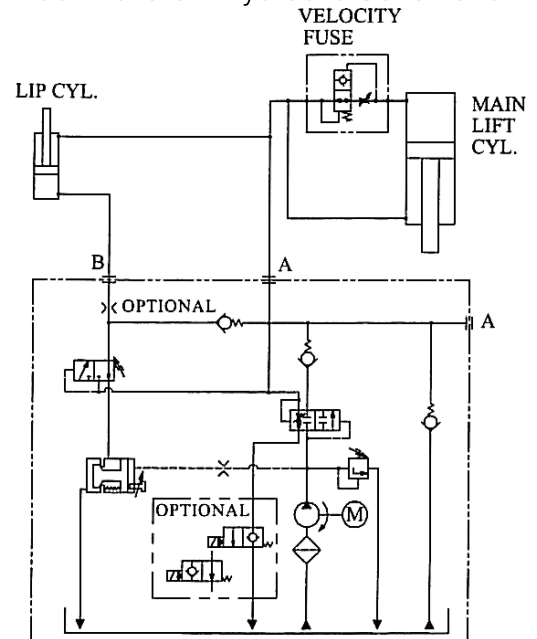 VELOCITY
FUSE
LIP CYL.
MAIN
LIFT
CYL.
B
A
OPTIONAL
A
OPTIONAL
M